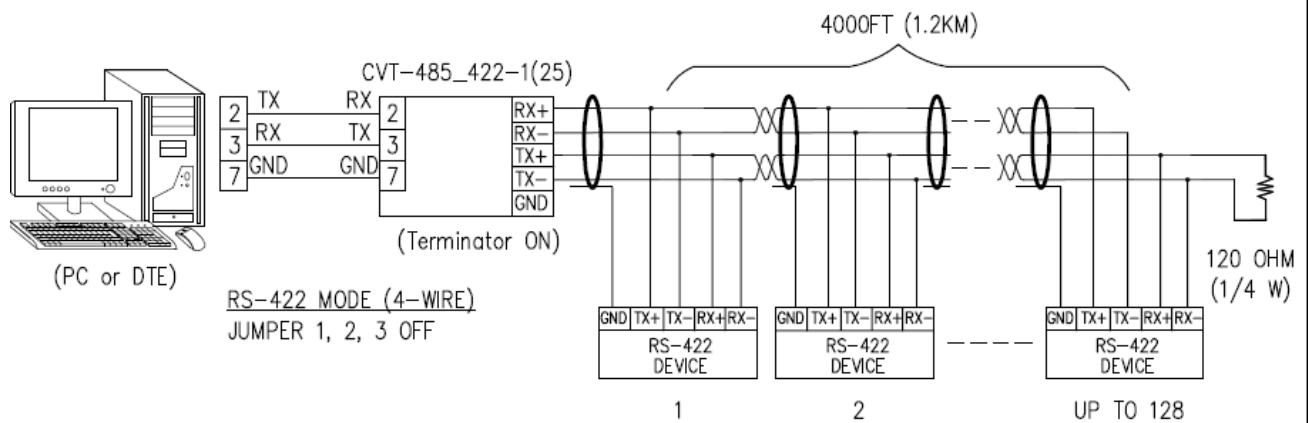 4000FT (1.2KM)
CVT-485_422-1(25)
2 TX RX 2 RX+
RX-
3 RX TX 3 TX+
7 GND GND 7 TX-
GND
(Terminator ON)
(PC or DTE)
RS-422 MODE (4-WIRE)
JUMPER 1, 2, 3 OFF
120 OHM
(1/4 W)
GND TX+ TX- RX+ RX-
RS-422
DEVICE
1
GND TX+ TX- RX+ RX-
RS-422
DEVICE
2
GND TX+ TX- RX+ RX-
RS-422
DEVICE
UP TO 128